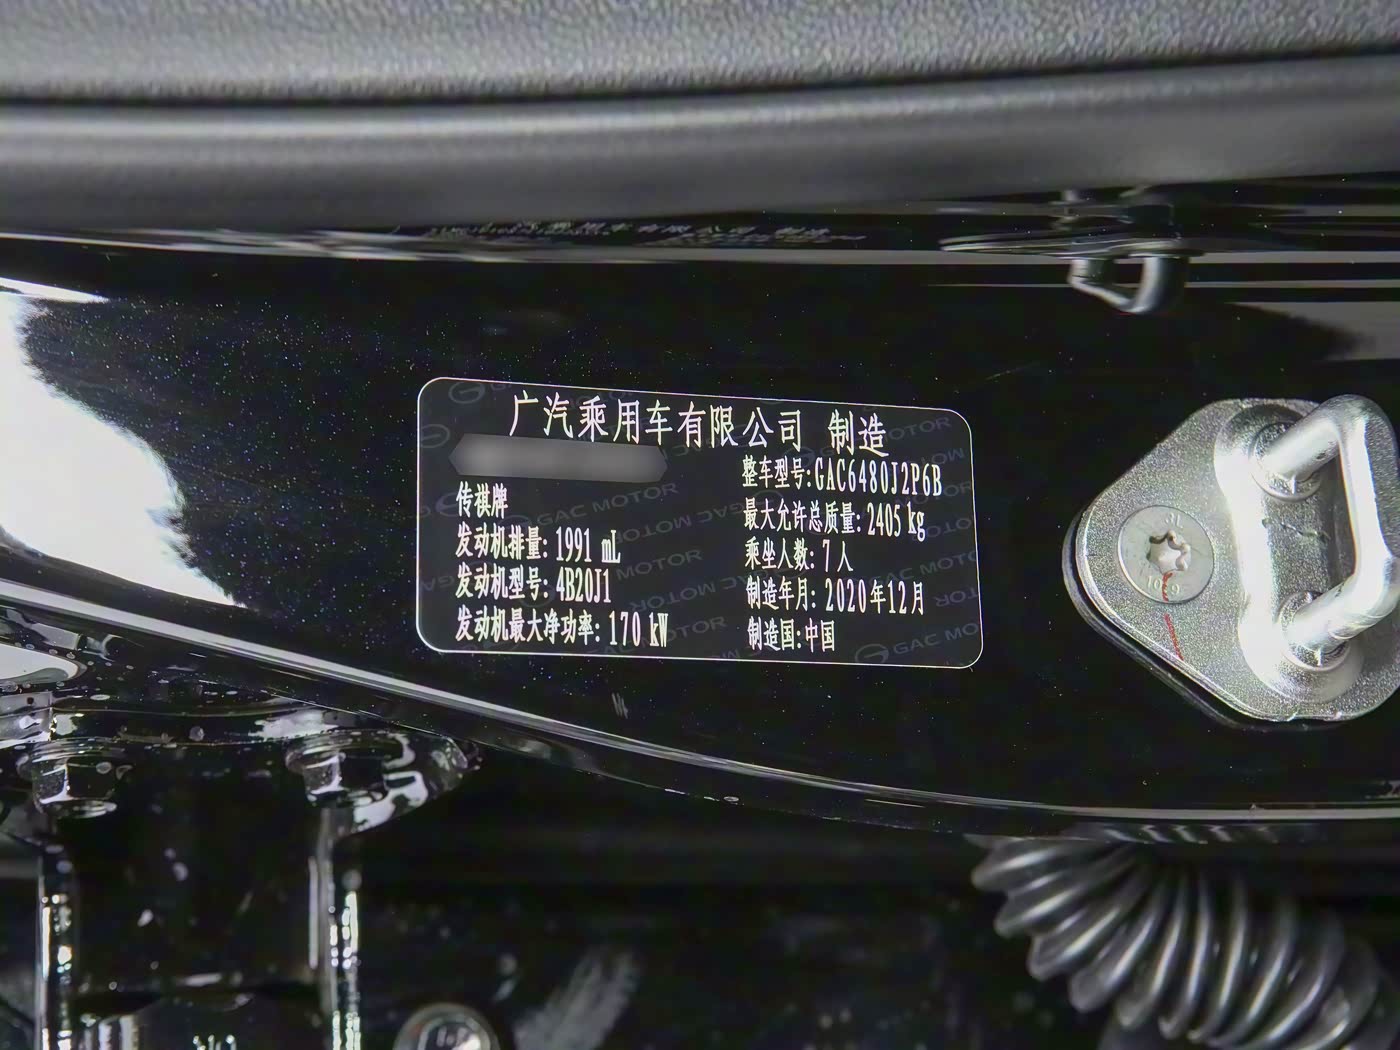 广汽乘用车有限公司 制造
整车型号:GAC6480J2P6B
传祺牌
最大允许总质量: 2405 kg
发动机排量: 1991 mL
乘坐人数: 7人
发动机型号: 4B20J1
制造年月: 2020年12月
发动机最大净功率: 170 kW
制造国:中国
GAC MOTOR